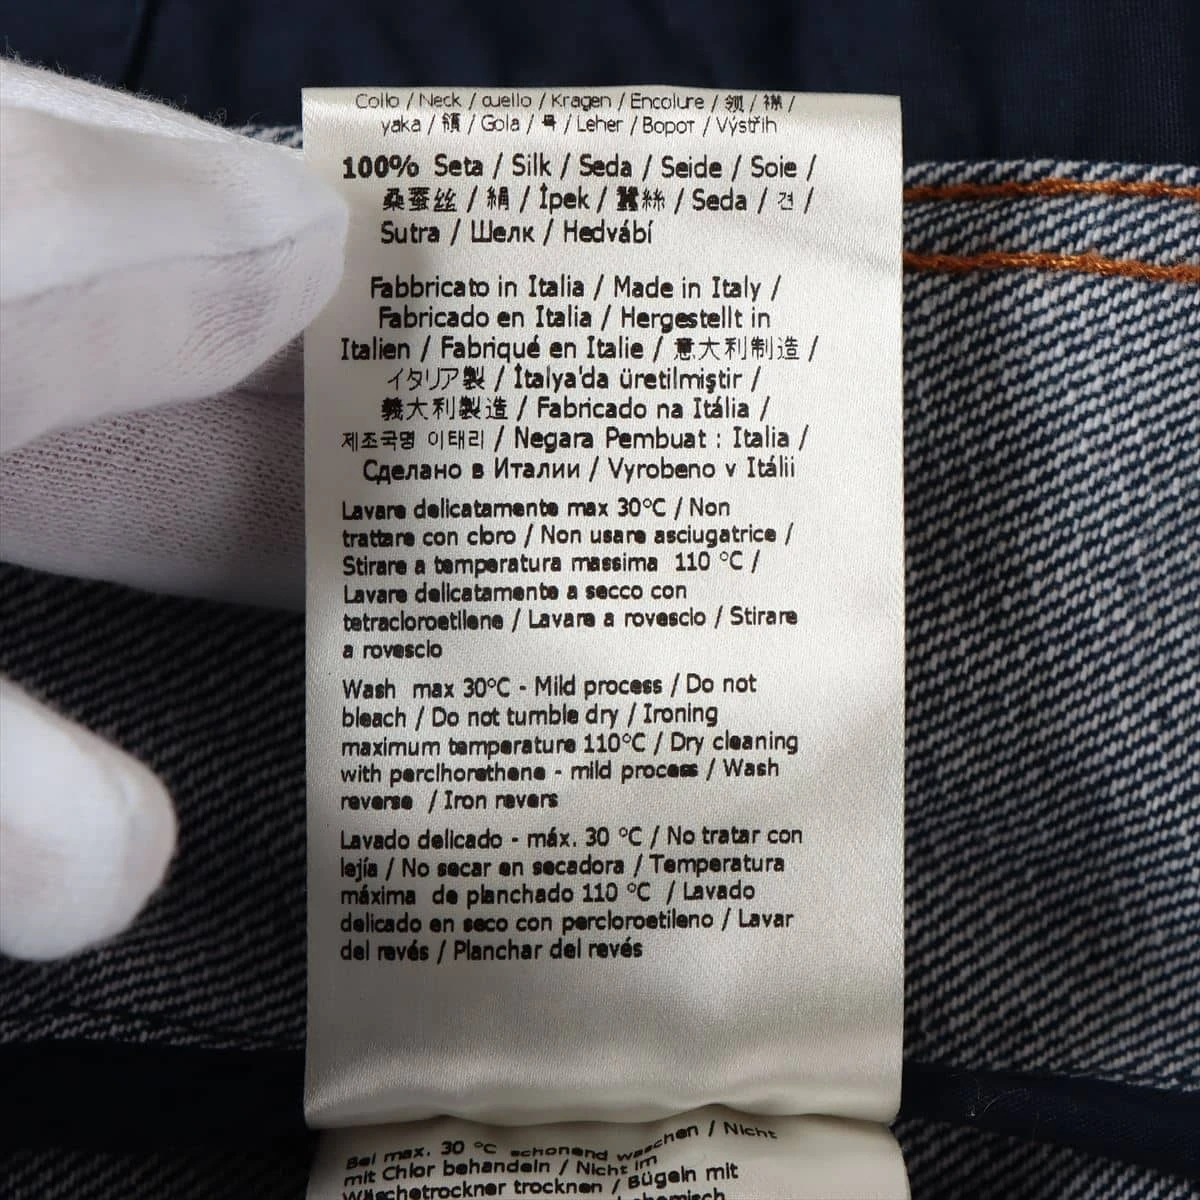 Collo / Neck / cuello / Kragen / Encolure / 领 / 襟 /
yaka / 領 / Gola / 목 / Leher / Ворот / Výstřih
100% Seta / Silk / Seda / Seide / Soie /
桑蚕丝 / 絹 / İpek / 蠶絲 / Seda / 견 /
Sutra / Шелк / Hedvábí
Fabbricato in Italia / Made in Italy /
Fabricado en Italia / Hergestellt in
Italien / Fabriqué en Italie / 意大利制造 /
イタリア製 / İtalya'da üretilmiştir /
義大利製造 / Fabricado na Itália /
제조국명 이태리 / Negara Pembuat : Italia /
Сделано в Италии / Vyrobeno v Itálii
Lavare delicatamente max 30°C / Non
trattare con cloro / Non usare asciugatrice /
Stirare a temperatura massima 110 °C /
Lavare delicatamente a secco con
tetracloroetilene / Lavare a rovescio / Stirare
a rovescio
Wash max 30°C - Mild process / Do not
bleach / Do not tumble dry / Ironing
maximum temperature 110°C / Dry cleaning
with perclhorethene - mild process / Wash
reverse / Iron revers
Lavado delicado - máx. 30 °C / No tratar con
lejía / No secar en secadora / Temperatura
máxima de planchado 110 °C / Lavado
delicado en seco con percloroetileno / Lavar
del revés / Planchar del revés
Bei max. 30 °C schonend waschen / Nicht
mit Chlor behandeln / Nicht im
Wäschetrockner trocknen / Bügeln mit
chemisch